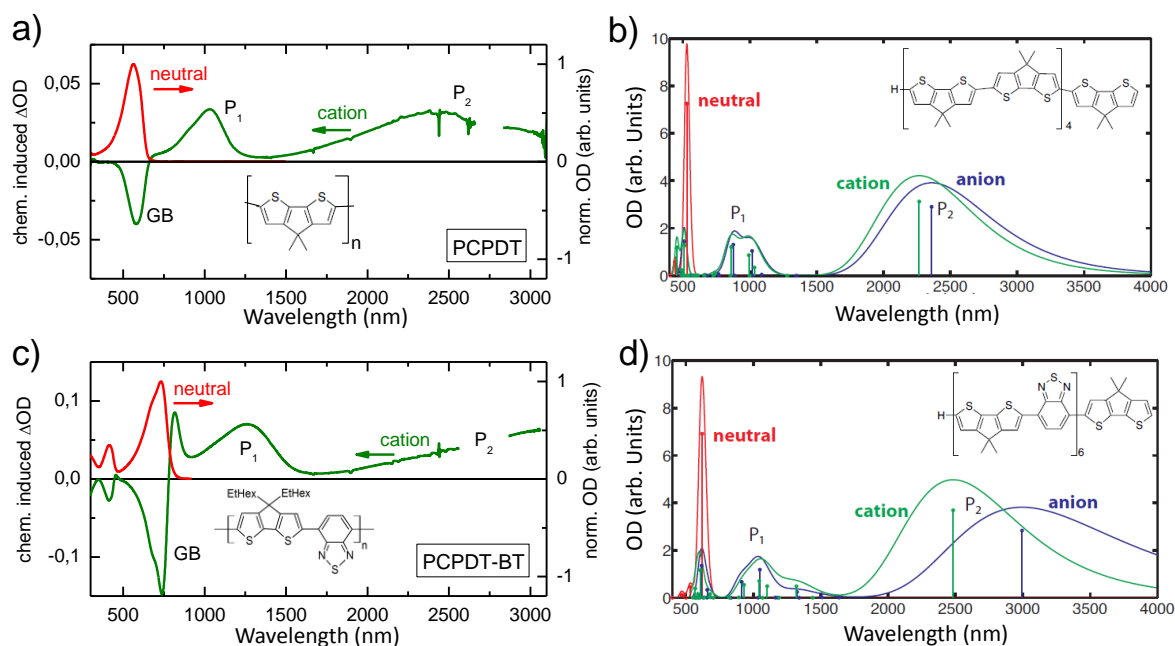 a)
chem. induced ΔOD
0,05
0,00
-0,05
neutral
P1
cation
P2
GB
S
S
n
PCPDT
1
0
-1
norm. OD (arb. units)
500 1000 1500 2000 2500 3000
Wavelength (nm)
b)
OD (arb. Units)
10
8
6
4
2
0
neutral
H
S S
S S
S S
4
cation
anion
P1
P2
400 500 1000 1500 2000 2500 3000 3500 4000
Wavelength (nm)
c)
chem. induced ΔOD
0,1
0,0
-0,1
neutral
P1
cation
P2
GB
EtHex EtHex
S S
N N
S
n
PCPDT-BT
1
0
-1
norm. OD (arb. units)
500 1000 1500 2000 2500 3000
Wavelength (nm)
d)
OD (arb. Units)
10
8
6
4
2
0
neutral
S
N N
H
S S
S
S
6
cation
anion
P1
P2
500 1000 1500 2000 2500 3000 3500 4000
Wavelength (nm)